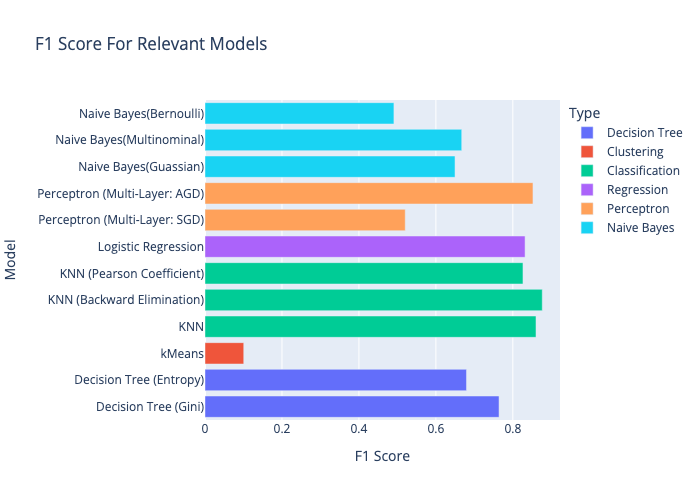 F1 Score For Relevant Models
Type
Decision Tree
Clustering
Classification
Regression
Perceptron
Naive Bayes
Model
Naive Bayes(Bernoulli)
Naive Bayes(Multinominal)
Naive Bayes(Guassian)
Perceptron (Multi-Layer: AGD)
Perceptron (Multi-Layer: SGD)
Logistic Regression
KNN (Pearson Coefficient)
KNN (Backward Elimination)
KNN
kMeans
Decision Tree (Entropy)
Decision Tree (Gini)
0 0.2 0.4 0.6 0.8
F1 Score